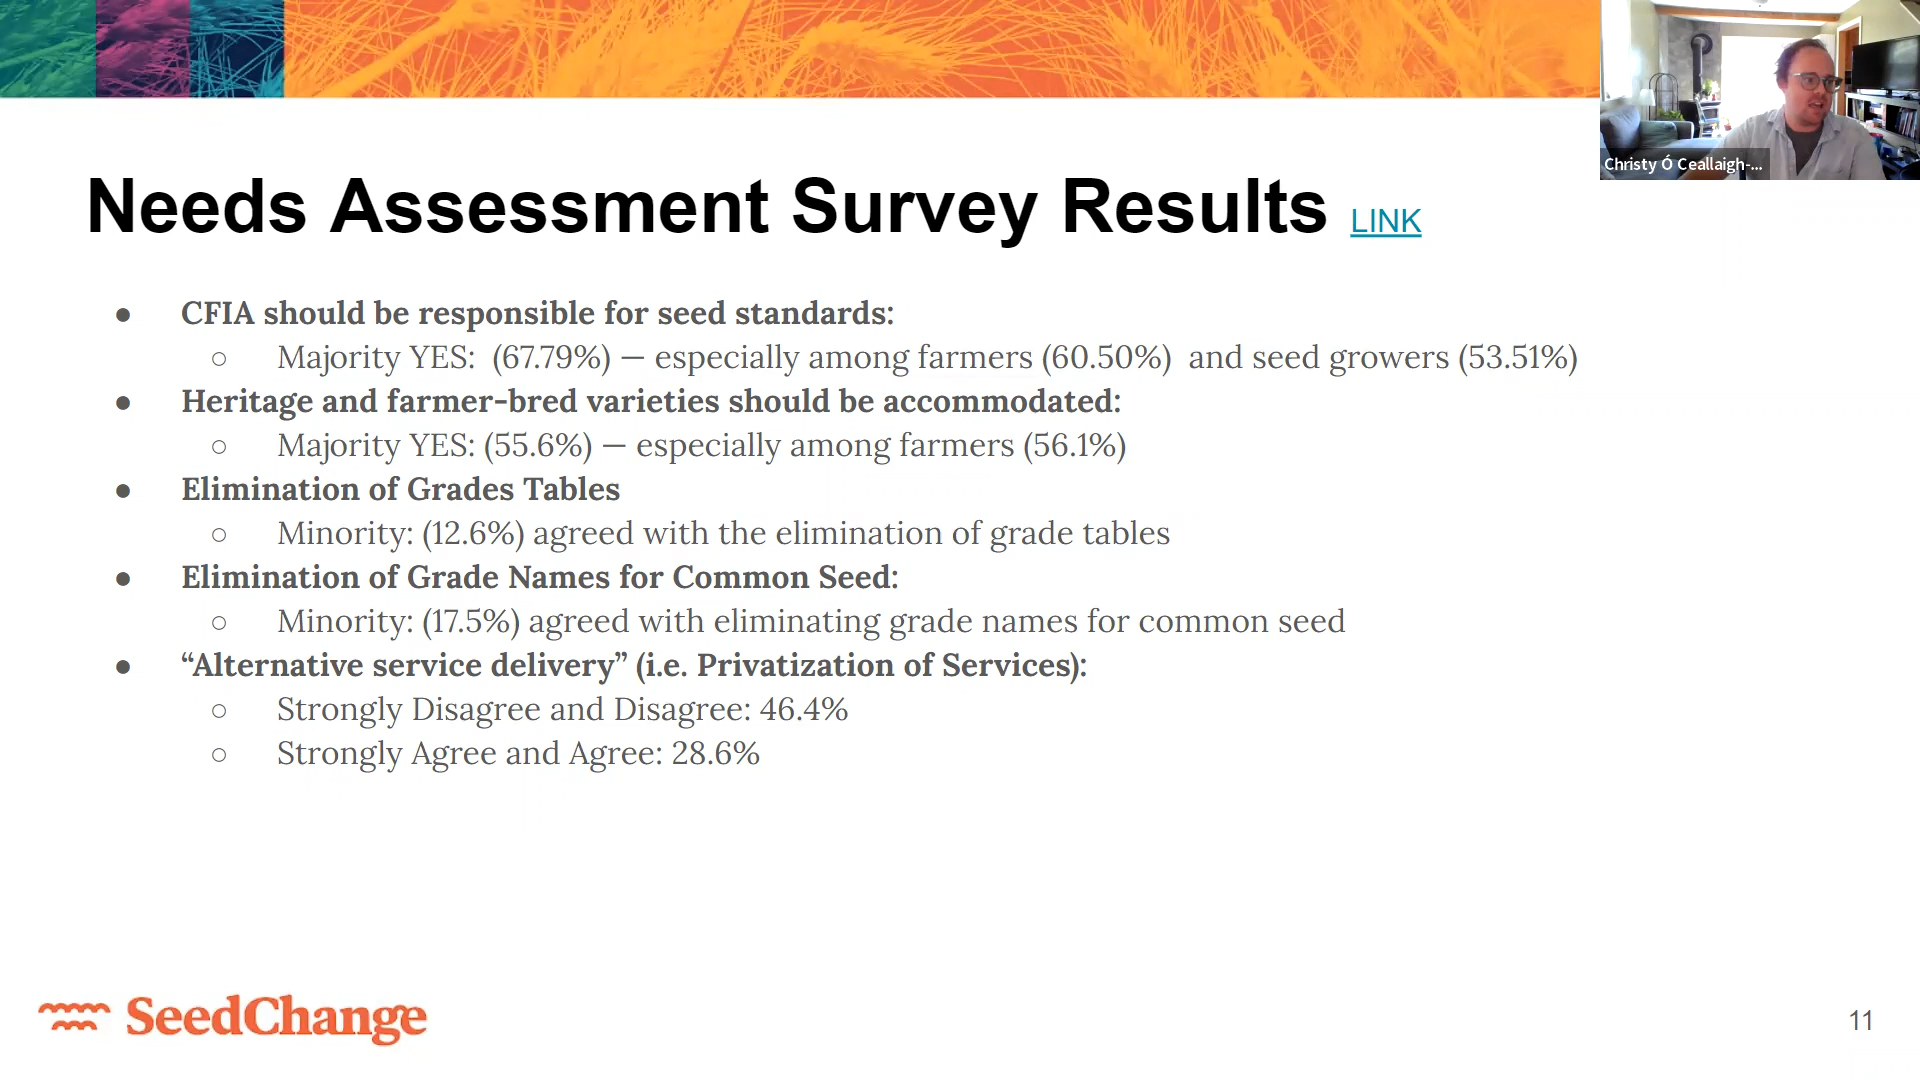 Christy Ó Ceallaigh-...
Needs Assessment Survey Results LINK
● CFIA should be responsible for seed standards:
○ Majority YES:  (67.79%) — especially among farmers (60.50%)  and seed growers (53.51%)
● Heritage and farmer-bred varieties should be accommodated:
○ Majority YES: (55.6%) — especially among farmers (56.1%)
● Elimination of Grades Tables
○ Minority: (12.6%) agreed with the elimination of grade tables
● Elimination of Grade Names for Common Seed:
○ Minority: (17.5%) agreed with eliminating grade names for common seed
● “Alternative service delivery” (i.e. Privatization of Services):
○ Strongly Disagree and Disagree: 46.4%
○ Strongly Agree and Agree: 28.6%
SeedChange
11